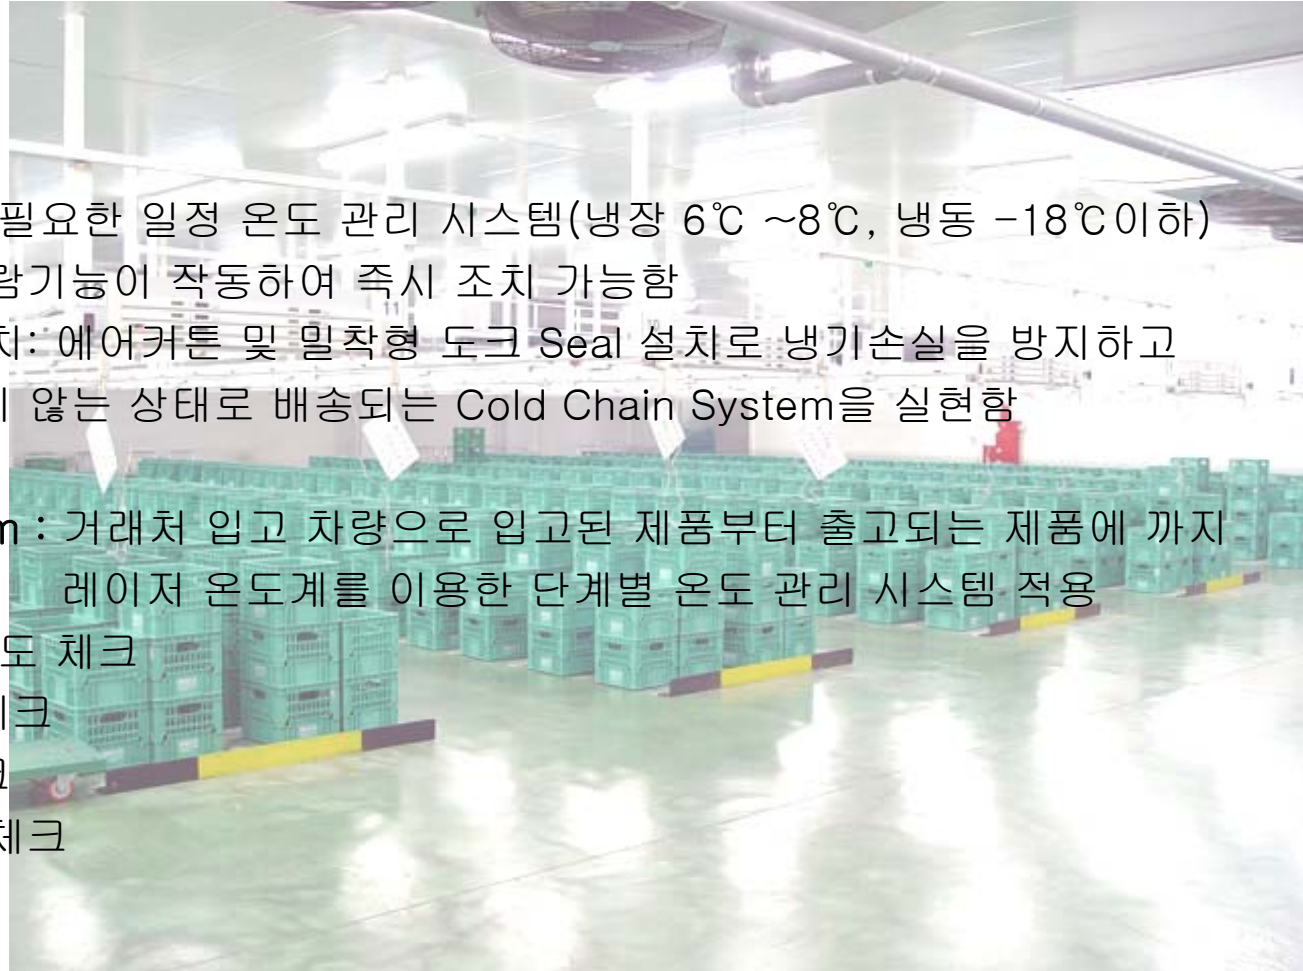 필요한 일정 온도 관리 시스템(냉장 6℃ ~8℃, 냉동 -18℃이하)
람기능이 작동하여 즉시 조치 가능함
치: 에어커튼 및 밀착형 도크 Seal 설치로 냉기손실을 방지하고
않는 상태로 배송되는 Cold Chain System을 실현함
m : 거래처 입고 차량으로 입고된 제품부터 출고되는 제품에 까지
레이저 온도계를 이용한 단계별 온도 관리 시스템 적용
도 체크
크
체크